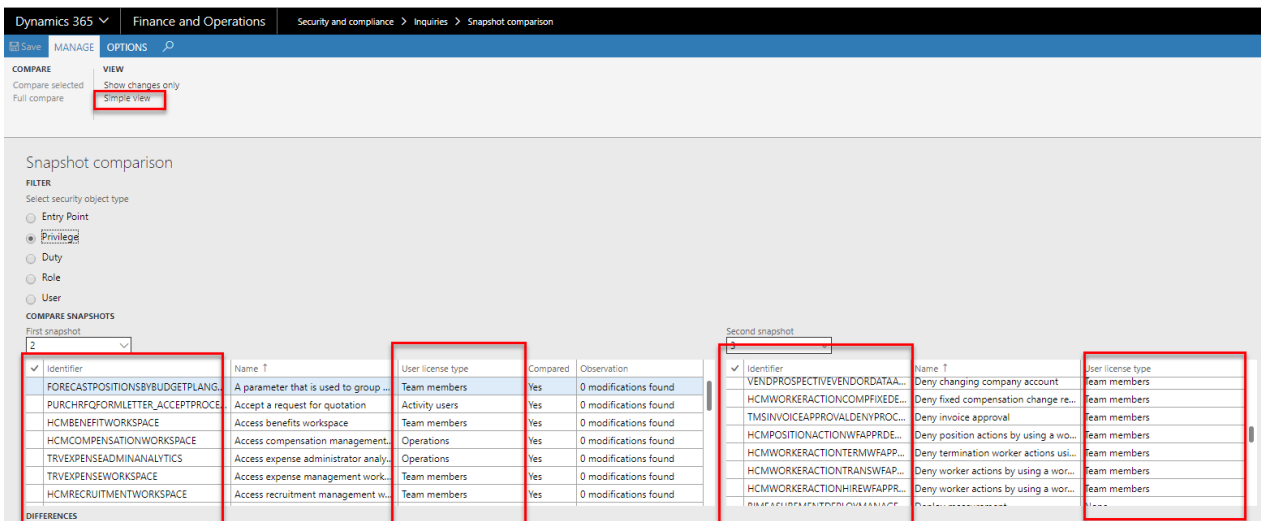 Dynamics 365 Finance and Operations Security and compliance > Inquiries > Snapshot comparison
Save MANAGE OPTIONS
COMPARE VIEW
Compare selected Show changes only
Full compare Simple view
Snapshot comparison
FILTER
Select security object type
Entry Point
Privilege
Duty
Role
User
COMPARE SNAPSHOTS
First snapshot Second snapshot
2 3
Identifier Name ↑ User license type Compared Observation Identifier Name ↑ User license type
FORECASTPOSITIONSBYBUDGETPLANG... A parameter that is used to group ... Team members Yes 0 modifications found VENDPROSPECTIVEVENDORDATAA... Deny changing company account Team members
PURCHRFQFORMLETTER_ACCEPTPROCE... Accept a request for quotation Activity users Yes 0 modifications found HCMWORKERACTIONCOMPFIXEDE... Deny fixed compensation change re... Team members
HCMBENEFITWORKSPACE Access benefits workspace Team members Yes 0 modifications found TMSINVOICEAPPROVALDENYPROC... Deny invoice approval Team members
HCMCOMPENSATIONWORKSPACE Access compensation management... Operations Yes 0 modifications found HCMPOSITIONACTIONWFAPPRDE... Deny position actions by using a wo... Team members
TRVEXPENSEADMINANALYTICS Access expense administrator analy... Operations Yes 0 modifications found HCMWORKERACTIONTERMWFAPP... Deny termination worker actions usi... Team members
TRVEXPENSEWORKSPACE Access expense management work... Team members Yes 0 modifications found HCMWORKERACTIONTRANSWFAP... Deny worker actions by using a wor... Team members
HCMRECRUITMENTWORKSPACE Access recruitment management w... Team members Yes 0 modifications found HCMWORKERACTIONHIREWFAPPR... Deny worker actions by using a wor... Team members
DIFFERENCES